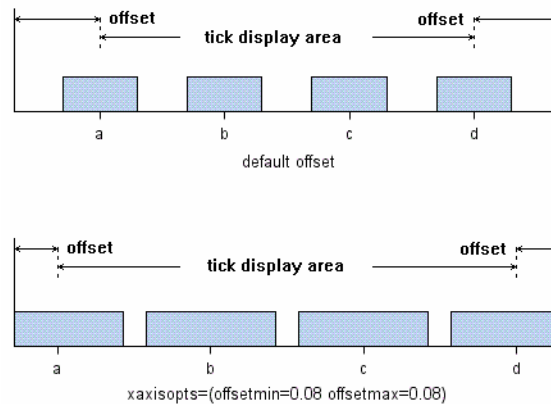 offset
offset
tick display area
a b c d
default offset
offset
offset
tick display area
a b c d
xaxisopts=(offsetmin=0.08 offsetmax=0.08)